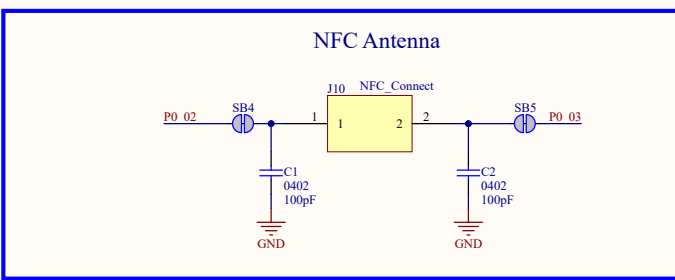 NFC Antenna
J10 NFC_Connect
P0_02 SB4 1 1 2 2 SB5 P0_03
C1
0402
100pF
C2
0402
100pF
GND
GND